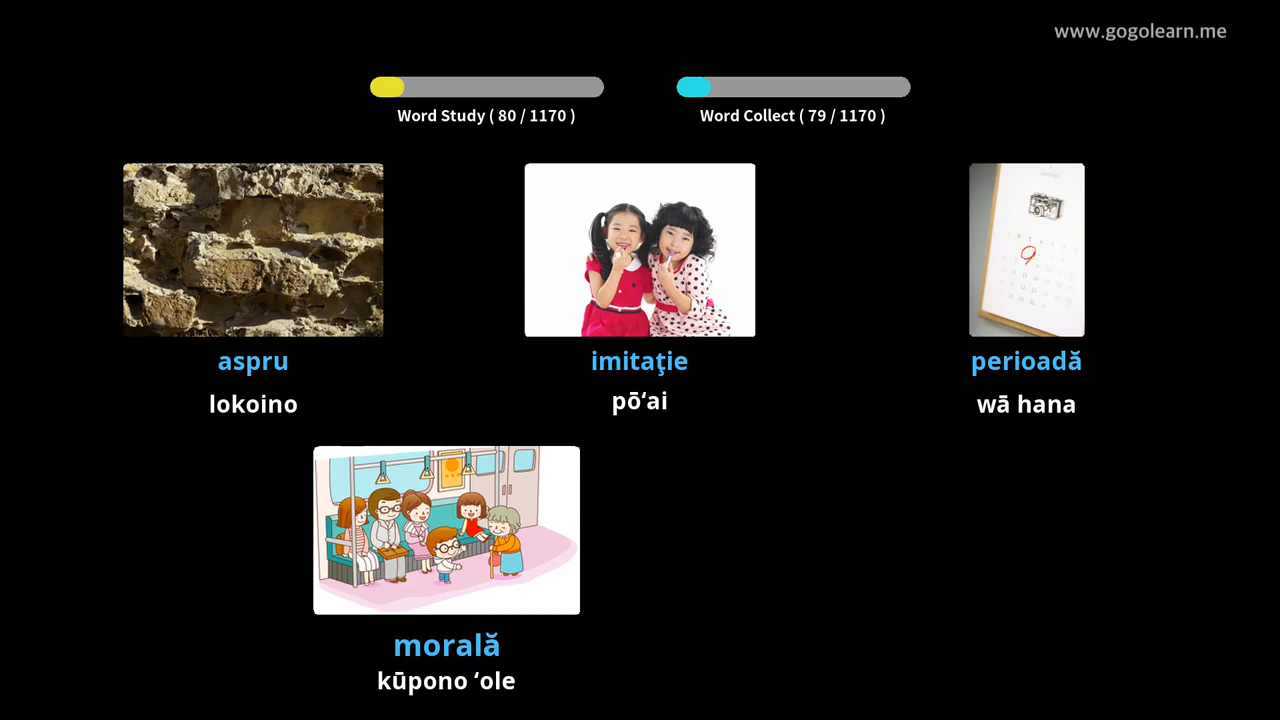 www.gogolearn.me
Word Study ( 80 / 1170 )
Word Collect ( 79 / 1170 )
aspru
imitaţie
perioadă
lokoino
pōʻai
wā hana
morală
kūpono ʻole